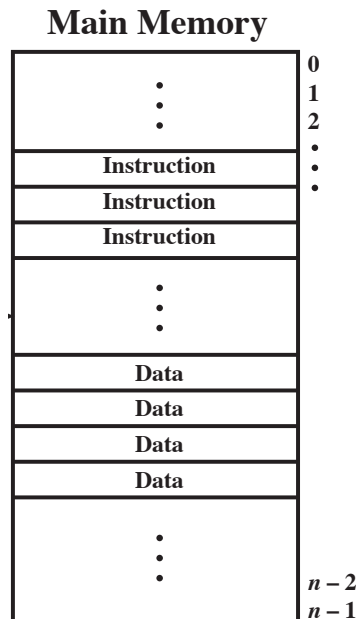 Main Memory
0
1
2
Instruction
Instruction
Instruction
Data
Data
Data
Data
n – 2
n – 1